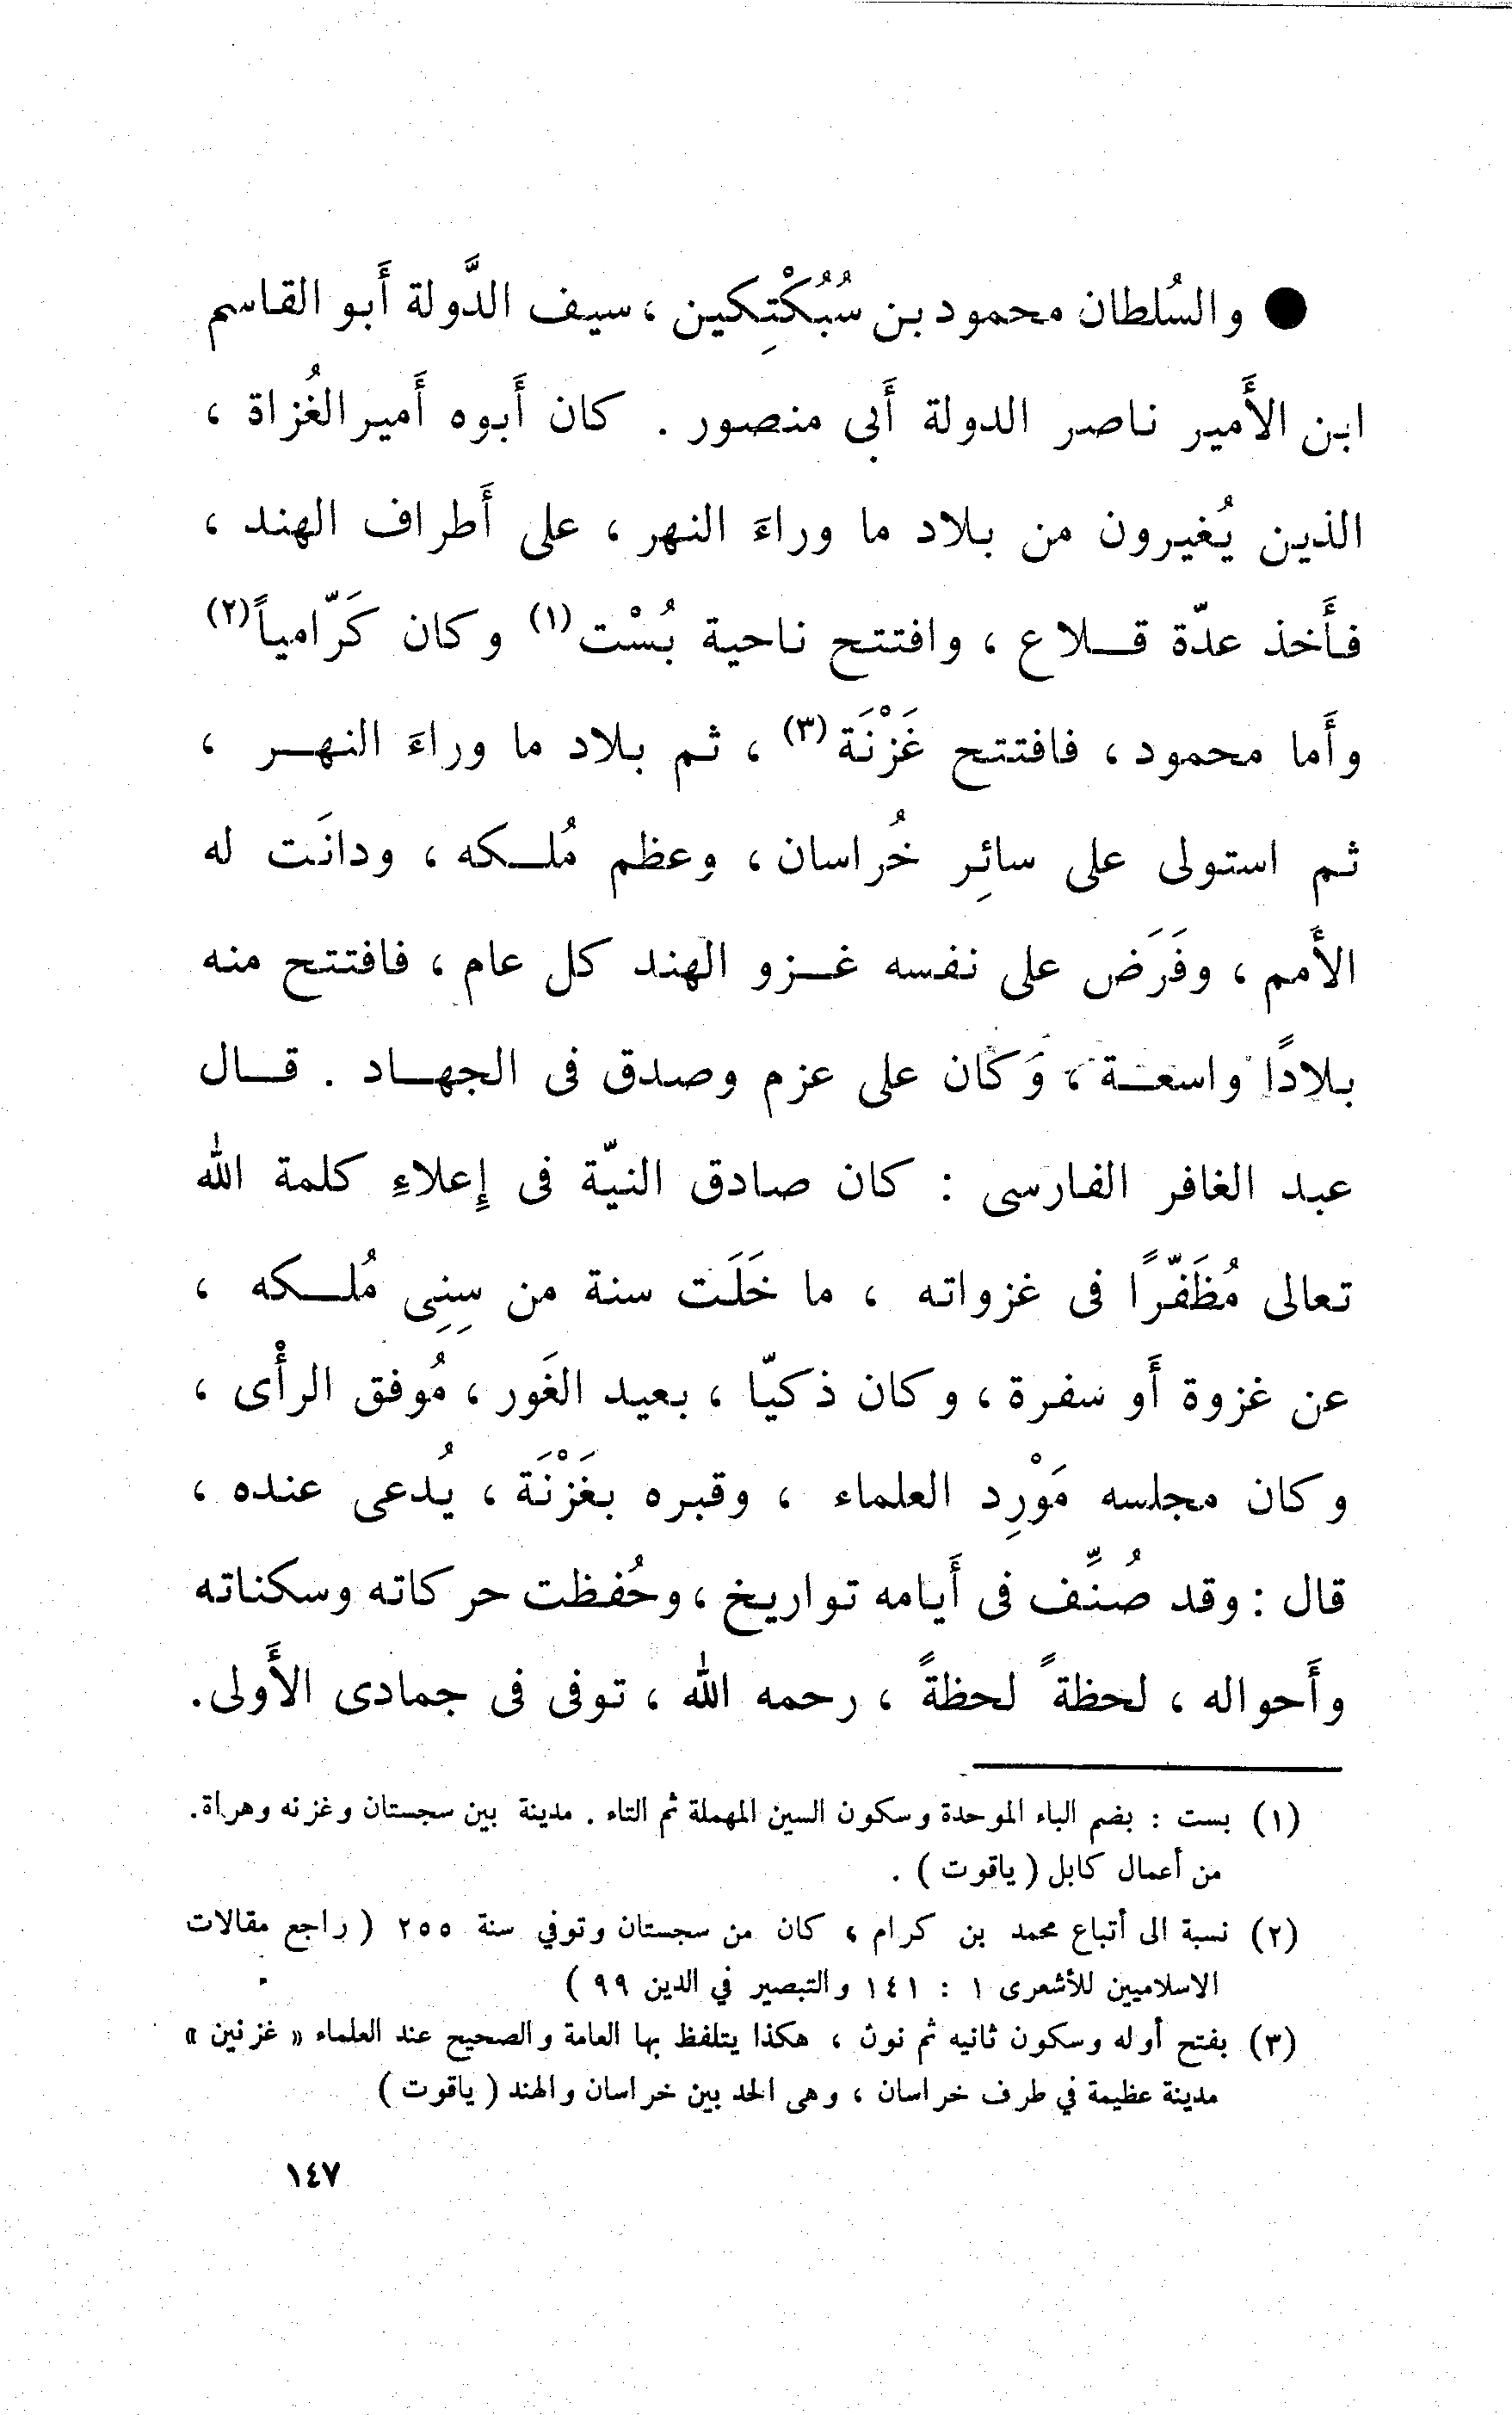 ● والسُلطان محمود بن سُبُكْتِكين ، سيف الدَّولة أَبو القاسم
ابن الأَمير ناصر الدولة أَبى منصور . كان أَبوه أَمير الغُزاة ،
الذين يُغيرون من بلاد ما وراءَ النهر ، على أَطراف الهند ،
فأَخذ عدّة قـلاع ، وافتتح ناحية بُسْت(١) وكان كَرّامياً(٢)
وأَما محمود ، فافتتح غَزْنَة(٣) ، ثم بلاد ما وراءَ النهـر ،
ثم استولى على سائِر خُراسان ، وعظم مُلـكه ، ودانَت له
الأَمم ، وفَرَض على نفسه غـزو الهند كل عام ، فافتتح منه
بلادًا واسعـة ، وَكان على عزم وصدق فى الجهـاد . قـال
عبد الغافر الفارسى : كان صادق النيّة فى إِعلاءِ كلمة الله
تعالى مُظَفّرًا فى غزواته ، ما خَلَت سنة من سِنِى مُلـكه ،
عن غزوة أَو سفرة ، وكان ذكيّا ، بعيد الغَور ، مُوفق الرأْى ،
وكان مجلسه مَوْرِد العلماء ، وقبره بغَزْنَة ، يُدعى عنده ،
قال : وقد صُنِّف فى أَيامه تواريخ ، وحُفظت حركاته وسكناته
وأَحواله ، لحظةً لحظةً ، رحمه الله ، توفى فى جمادى الأَولى.
(١) بست : بضم الباء الموحدة وسكون السين المهملة ثم التاء . مدينة بين سجستان وغزنه وهراة.
من أعمال كابل ( ياقوت ) .
(٢) نسبة الى أتباع محمد بن كرام ، كان من سجستان وتوفي سنة ٢٥٥ ( راجع مقالات
الاسلاميين للأشعرى ١ : ١٤١ والتبصير في الدين ٩٩ )
(٣) بفتح أوله وسكون ثانيه ثم نون ، هكذا يتلفظ بها العامة والصحيح عند العلماء « غزنين »
مدينة عظيمة في طرف خراسان ، وهى الحد بين خراسان والهند ( ياقوت )
١٤٧